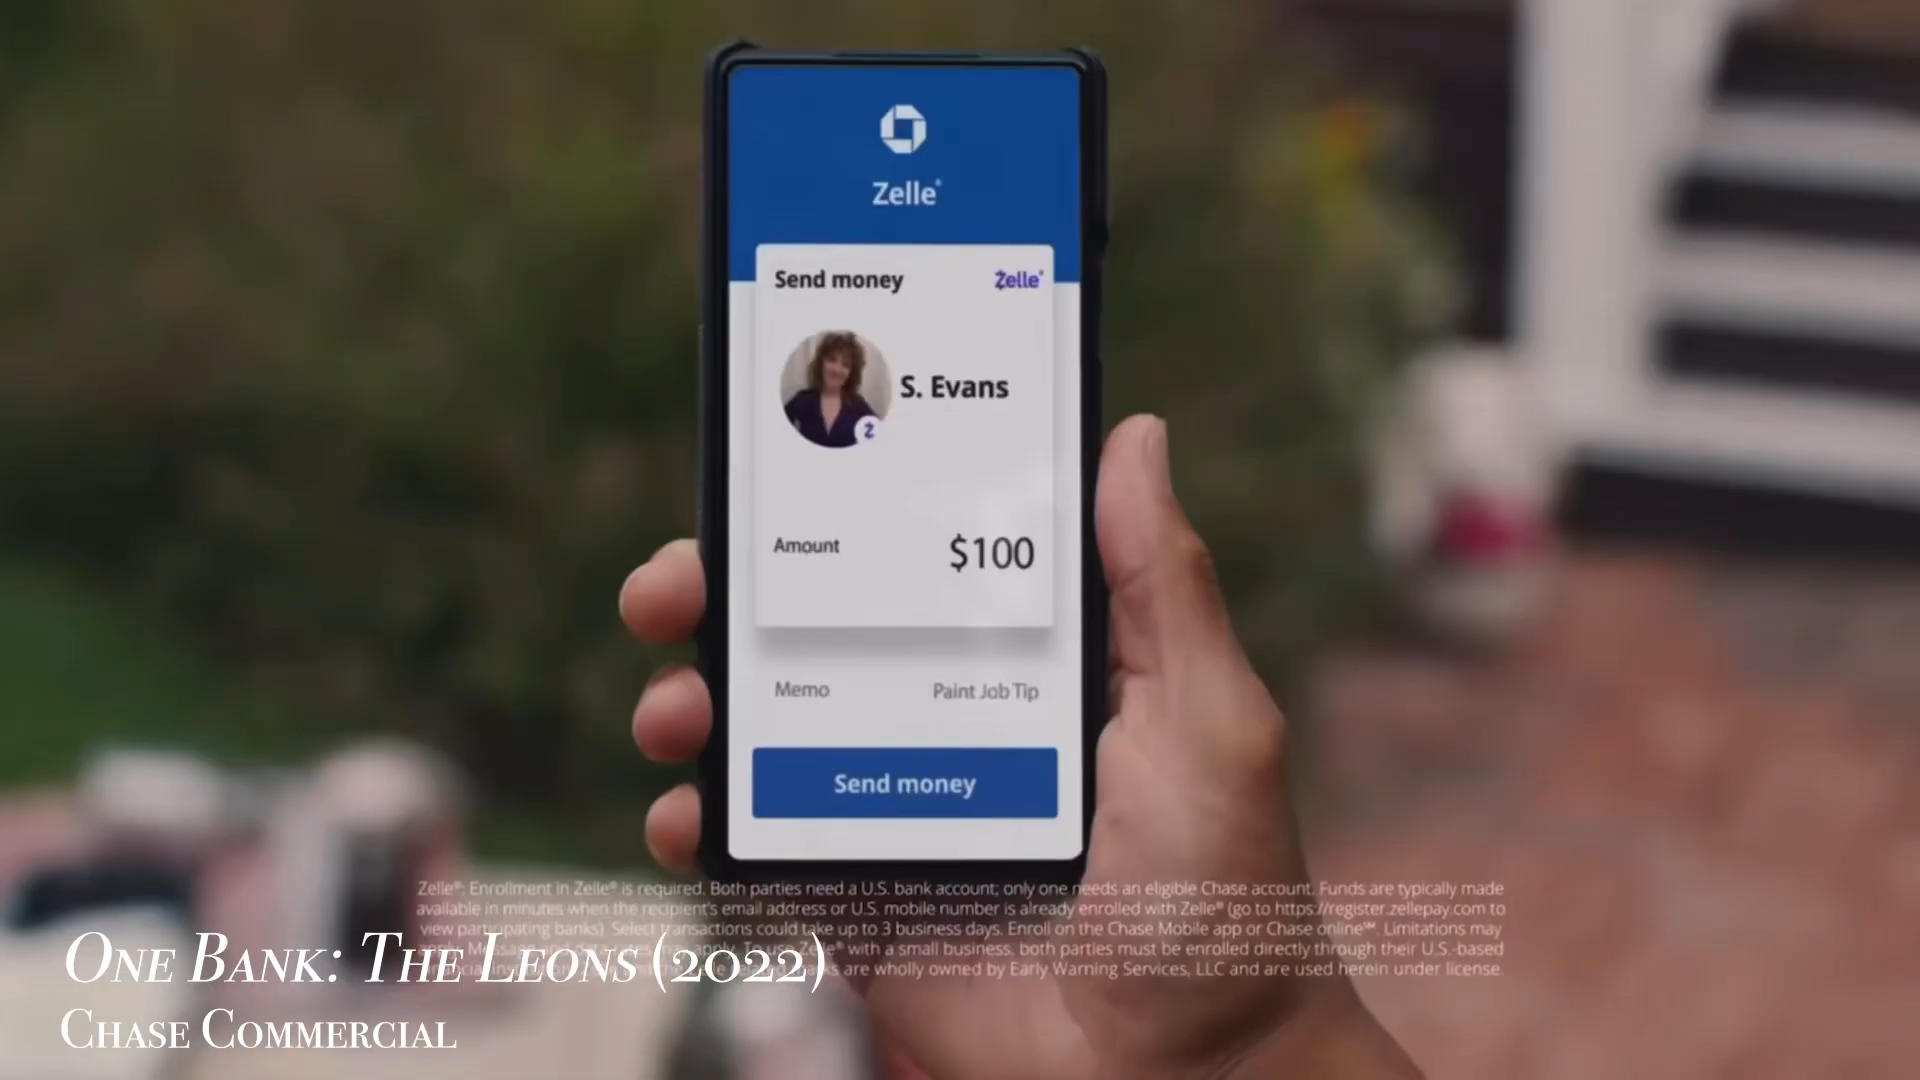 Zelle®
Send money
Zelle®
S. Evans
Amount
$100
Memo
Paint Job Tip
Send money
Zelle®: Enrollment in Zelle® is required. Both parties need a U.S. bank account; only one needs an eligible Chase account. Funds are typically made
available in minutes when the recipient's email address or U.S. mobile number is already enrolled with Zelle® (go to https://register.zellepay.com to
view participating banks). Select transactions could take up to 3 business days. Enroll on the Chase Mobile app or Chase online℠. Limitations may
apply. To use Zelle® with a small business, both parties must be enrolled directly through their U.S.-based
are wholly owned by Early Warning Services, LLC and are used herein under license.
One Bank: The Leons (2022)
Chase Commercial